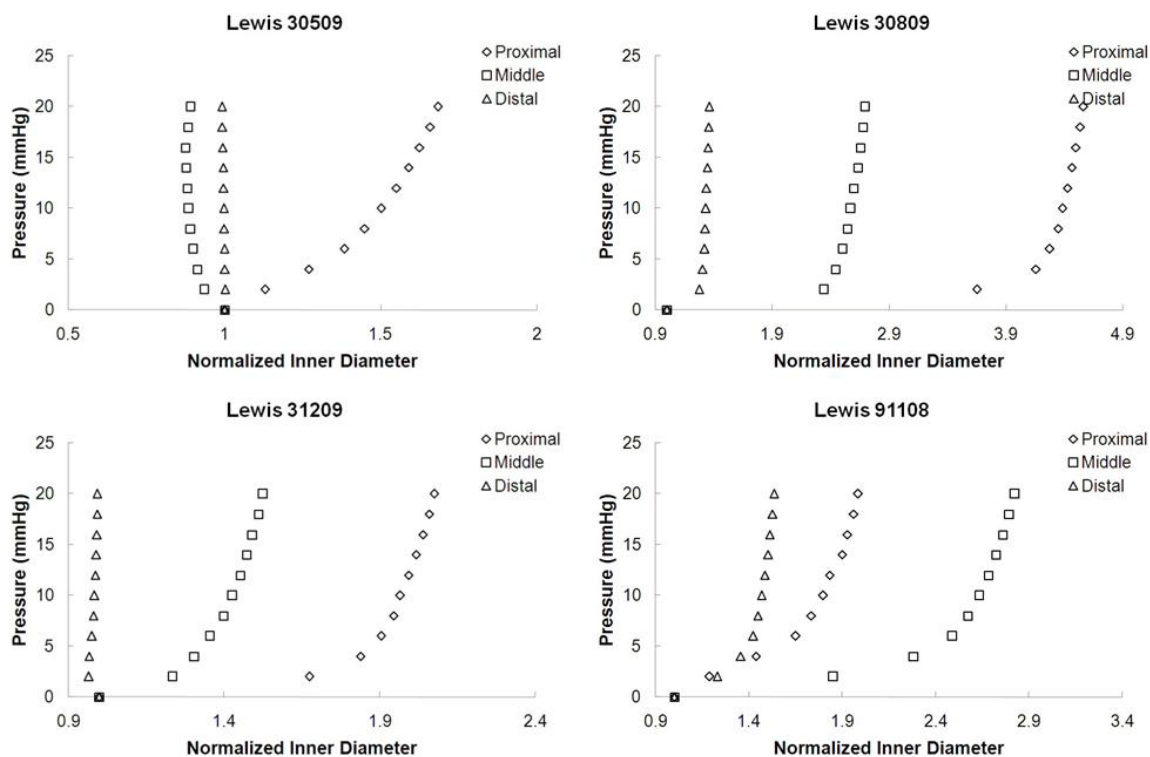 Lewis 30509
Pressure (mmHg)
25
20
15
10
5
0
0.5 1 1.5 2
Normalized Inner Diameter
Proximal
Middle
Distal
Lewis 30809
Pressure (mmHg)
25
20
15
10
5
0
0.9 1.9 2.9 3.9 4.9
Normalized Inner Diameter
Proximal
Middle
Distal
Lewis 31209
Pressure (mmHg)
25
20
15
10
5
0
0.9 1.4 1.9 2.4
Normalized Inner Diameter
Proximal
Middle
Distal
Lewis 91108
Pressure (mmHg)
25
20
15
10
5
0
0.9 1.4 1.9 2.4 2.9 3.4
Normalized Inner Diameter
Proximal
Middle
Distal